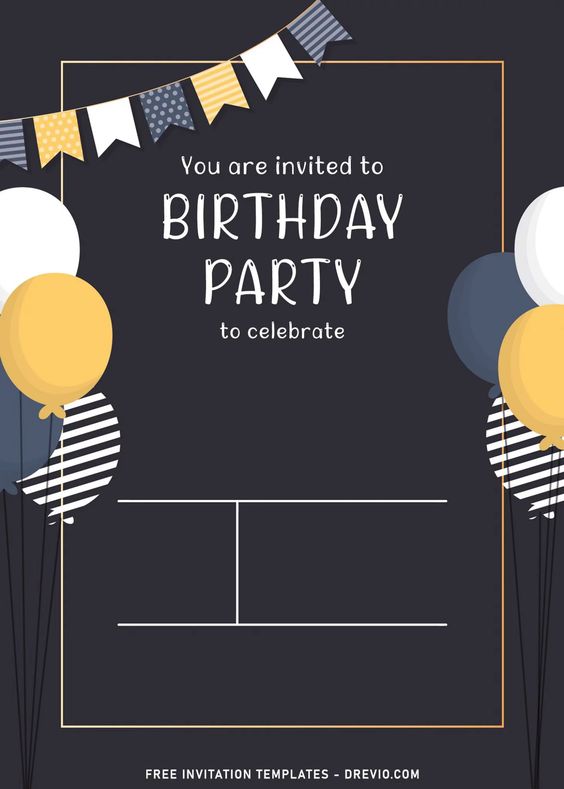 You are invited to
BIRTHDAY
PARTY
to celebrate
FREE INVITATION TEMPLATES - DREVIO.COM